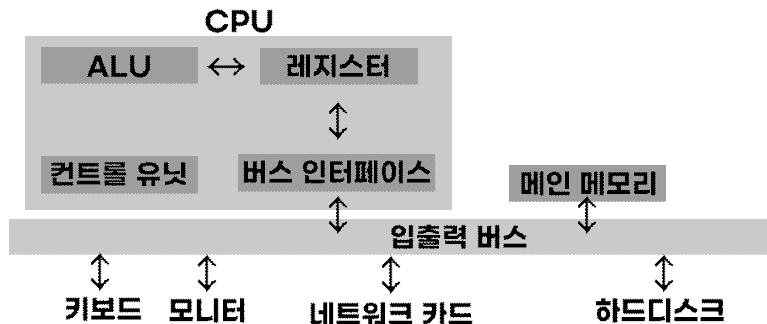 CPU
ALU
레지스터
컨트롤 유닛
버스 인터페이스
메인 메모리
입출력 버스
키보드
모니터
네트워크 카드
하드디스크